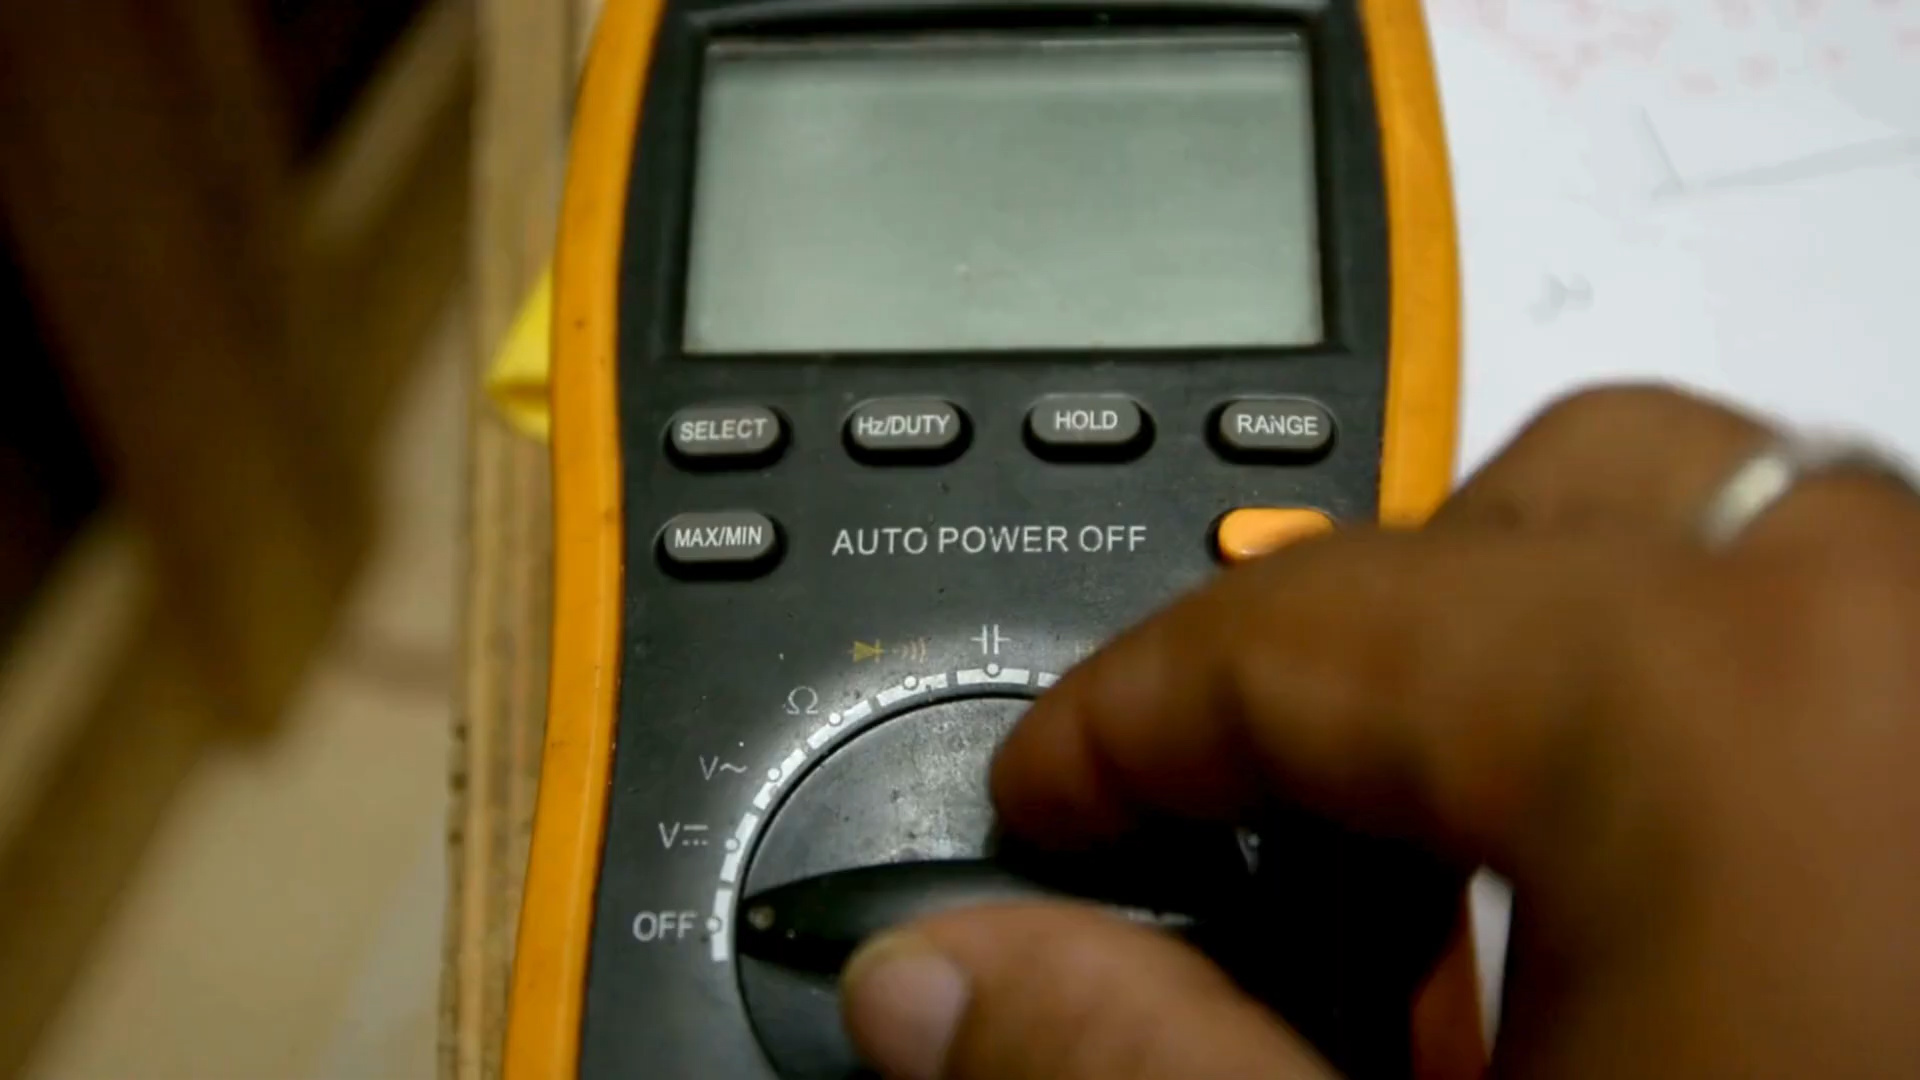 SELECT Hz/DUTY HOLD RANGE
MAX/MIN AUTO POWER OFF
Ω
V~
V⎓
OFF